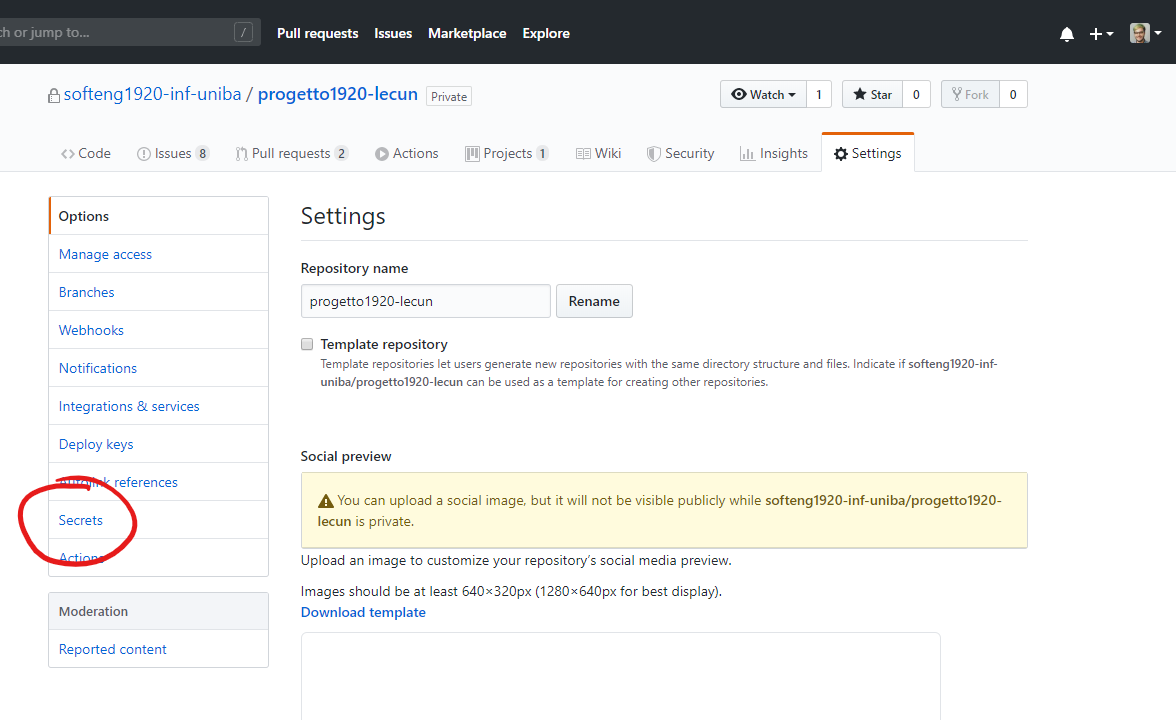 ch or jump to... /
Pull requests Issues Marketplace Explore
softeng1920-inf-uniba / progetto1920-lecun Private
Watch 1 Star 0 Fork 0
Code Issues 8 Pull requests 2 Actions Projects 1 Wiki Security Insights Settings
Options
Manage access
Branches
Webhooks
Notifications
Integrations & services
Deploy keys
Autolink references
Secrets
Actions
Moderation
Reported content
Settings
Repository name
progetto1920-lecun Rename
Template repository
Template repositories let users generate new repositories with the same directory structure and files. Indicate if softeng1920-inf-
uniba/progetto1920-lecun can be used as a template for creating other repositories.
Social preview
You can upload a social image, but it will not be visible publicly while softeng1920-inf-uniba/progetto1920-
lecun is private.
Upload an image to customize your repository's social media preview.
Images should be at least 640×320px (1280×640px for best display).
Download template